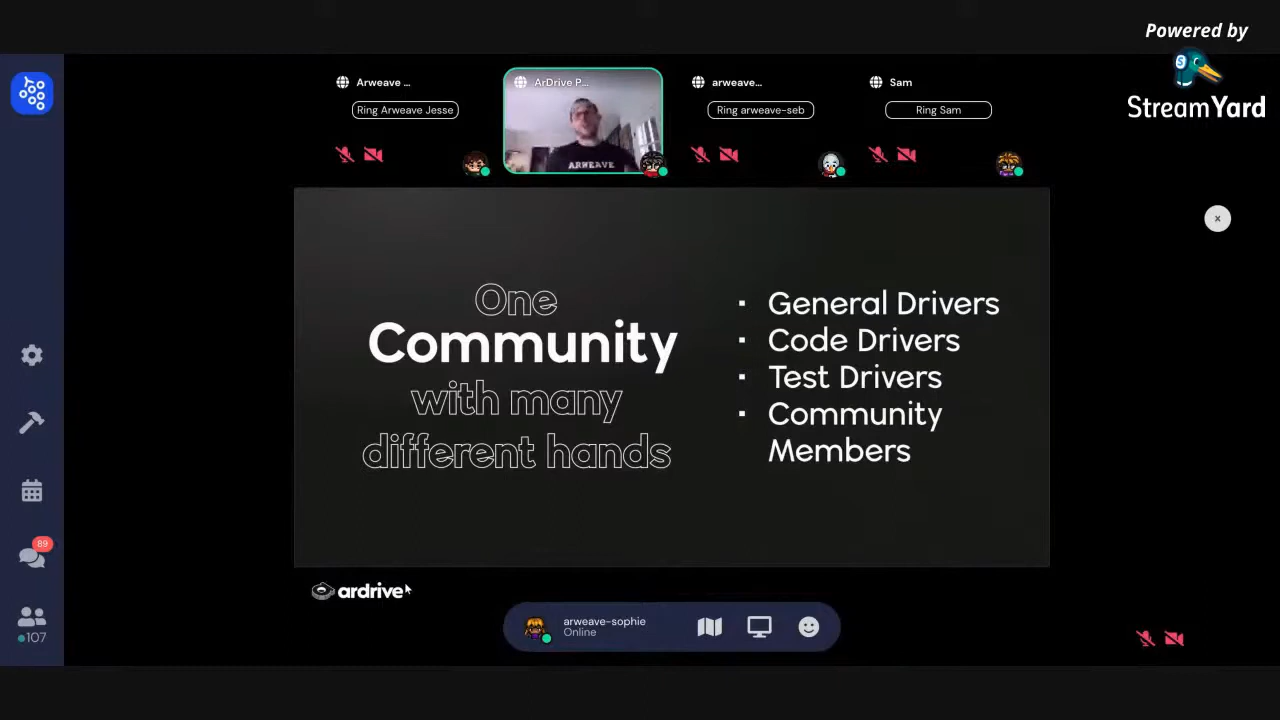 Powered by
StreamYard
Arweave ...
Ring Arweave Jesse
ArDrive P...
ARWEAVE
arweave...
Ring arweave-seb
Sam
Ring Sam
One
Community
with many
different hands
General Drivers
Code Drivers
Test Drivers
Community
Members
ardrive
89
107
arweave-sophie
Online